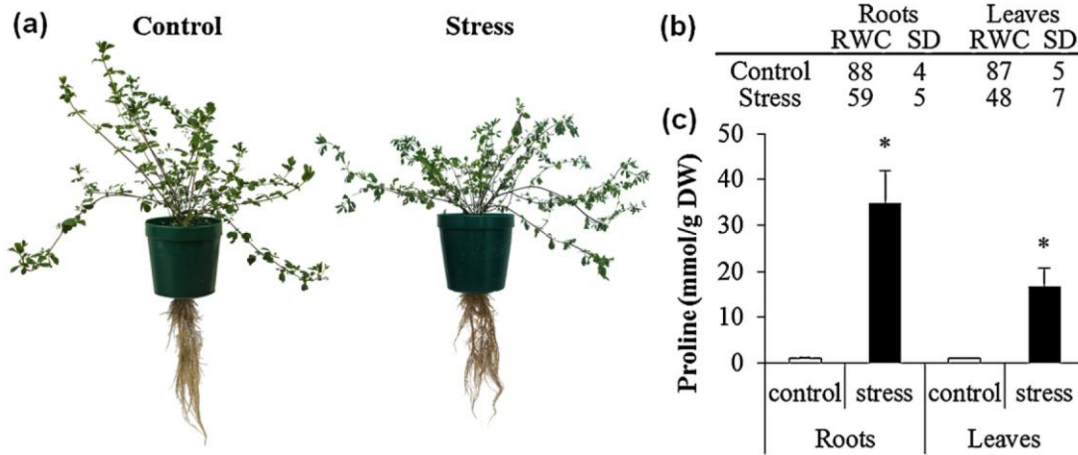 (a) Control Stress
(b) Roots Leaves
RWC SD RWC SD
Control 88 4 87 5
Stress 59 5 48 7
(c)
Proline (mmol/g DW)
50
40
30
20
10
0
* *
control stress control stress
Roots Leaves